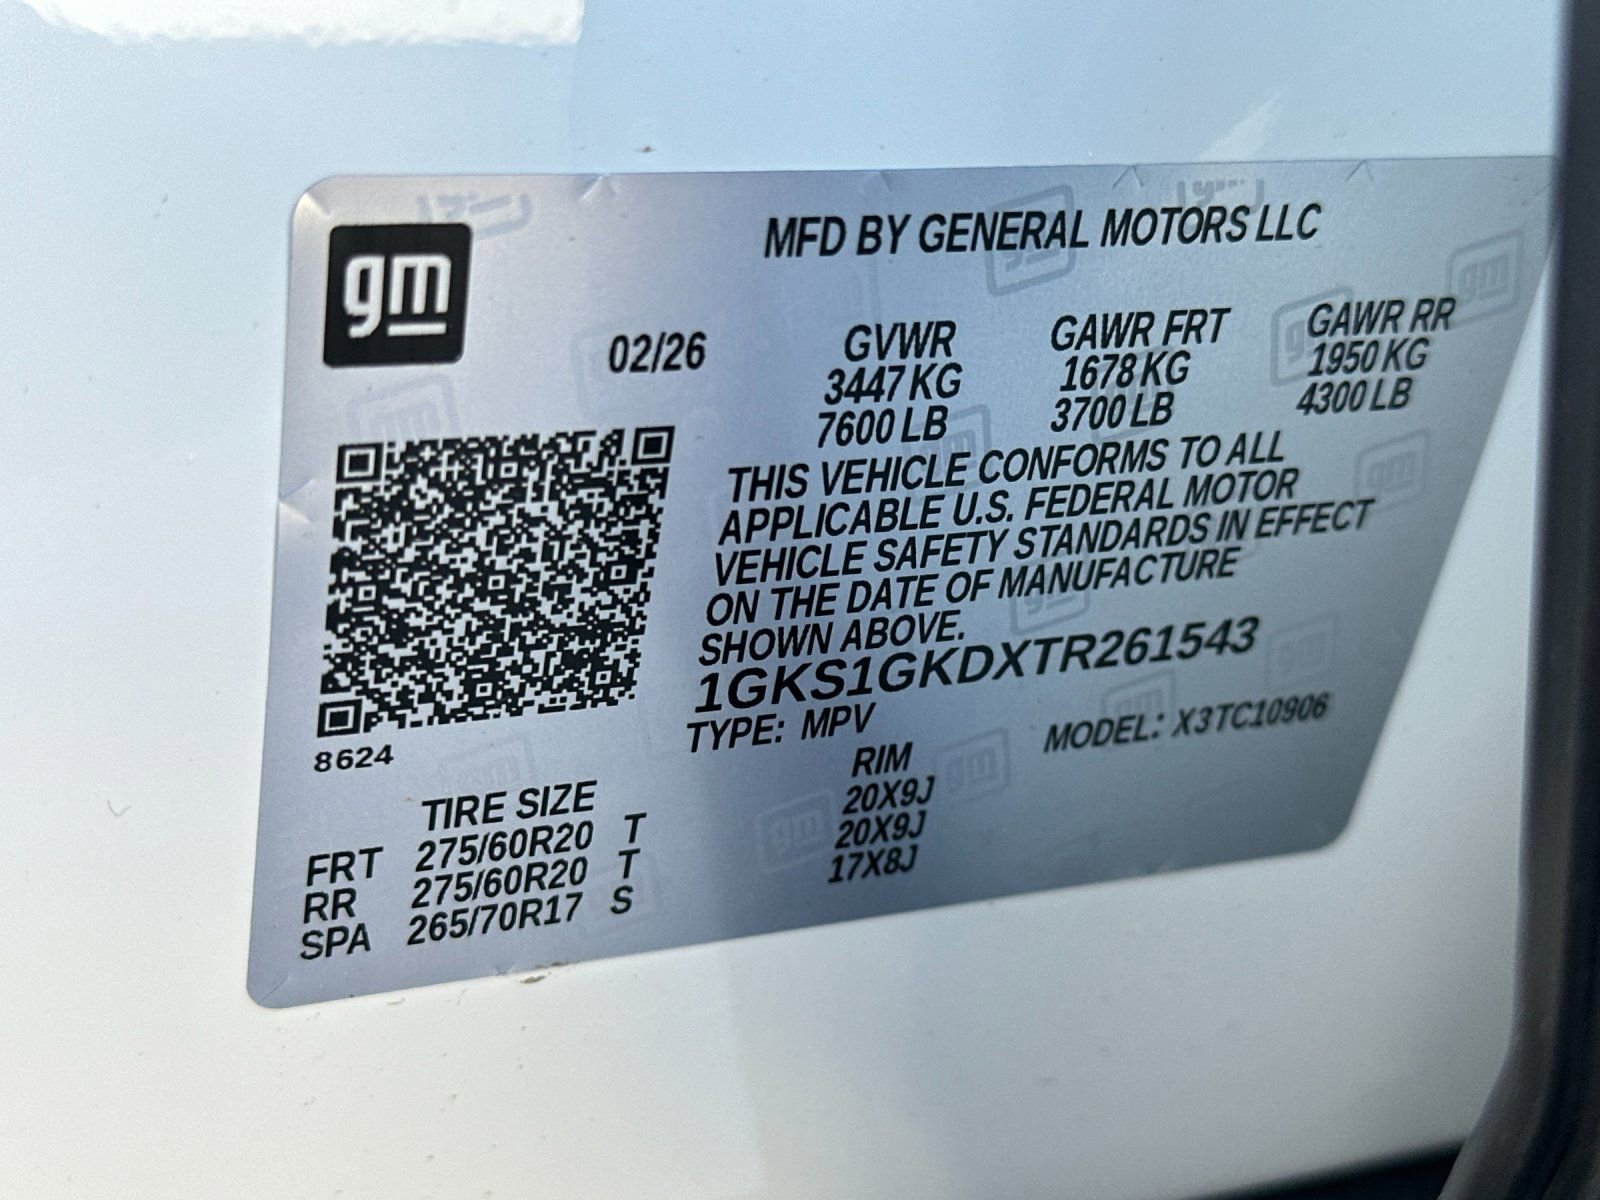 gm
MFD BY GENERAL MOTORS LLC
02/26
GVWR GAWR FRT GAWR RR
3447 KG 1678 KG 1950 KG
7600 LB 3700 LB 4300 LB
THIS VEHICLE CONFORMS TO ALL
APPLICABLE U.S. FEDERAL MOTOR
VEHICLE SAFETY STANDARDS IN EFFECT
ON THE DATE OF MANUFACTURE
SHOWN ABOVE.
1GKS1GKDXTR261543
TYPE: MPV MODEL: X3TC10906
8624
TIRE SIZE RIM
FRT 275/60R20 T 20X9J
RR 275/60R20 T 20X9J
SPA 265/70R17 S 17X8J